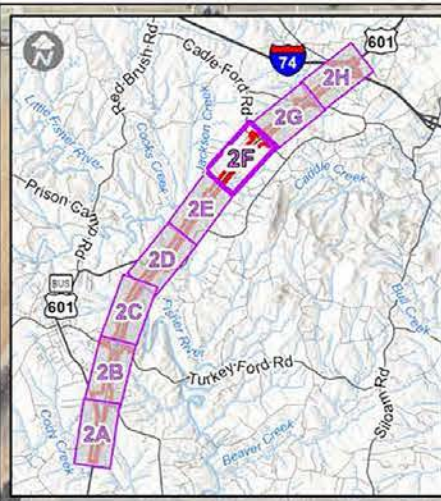 601
74
2H
Cadle-Ford-Rd
Red-Brush-Rd
2G
Jackson Creek
Little Fisher River
Cooks Creek
2F
Caddle Creek
Prison-Camp-Rd
2E
2D
BUS
601
2C
Fisher River
Bull Creek
2B
Turkey-Ford-Rd
Siloam-Rd
2A
Cody Creek
Beaver Creek